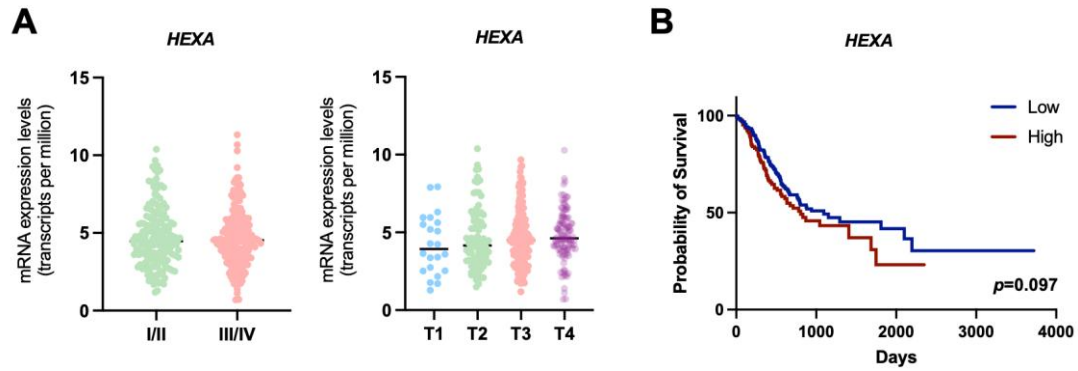 A
HEXA
mRNA expression levels
(transcripts per million)
15
10
5
0
I/II
III/IV
HEXA
mRNA expression levels
(transcripts per million)
15
10
5
0
T1
T2
T3
T4
B
HEXA
Low
High
Probability of Survival
100
50
0
p=0.097
0
1000
2000
3000
4000
Days